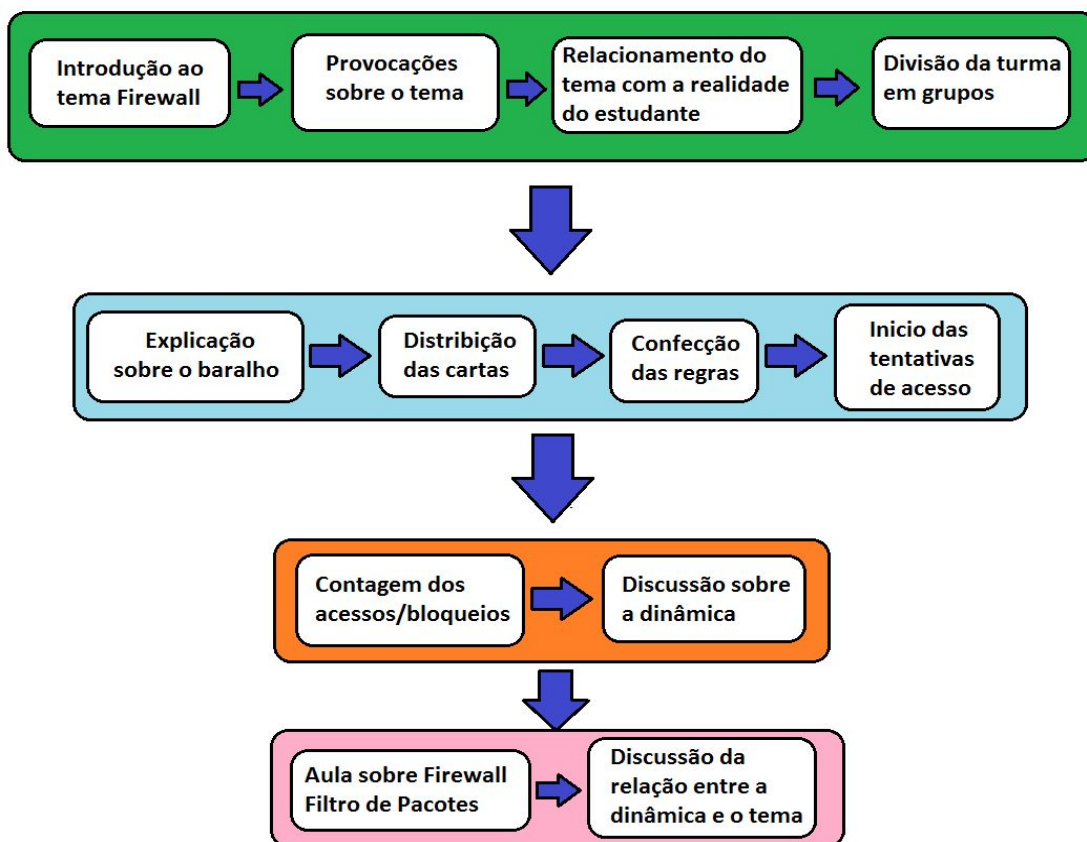 Introdução ao
tema Firewall
Provocações
sobre o tema
Relacionamento do
tema com a realidade
do estudante
Divisão da turma
em grupos
Explicação
sobre o baralho
Distribição
das cartas
Confecção
das regras
Inicio das
tentativas
de acesso
Contagem dos
acessos/bloqueios
Discussão sobre
a dinâmica
Aula sobre Firewall
Filtro de Pacotes
Discussão da
relação entre a
dinâmica e o tema